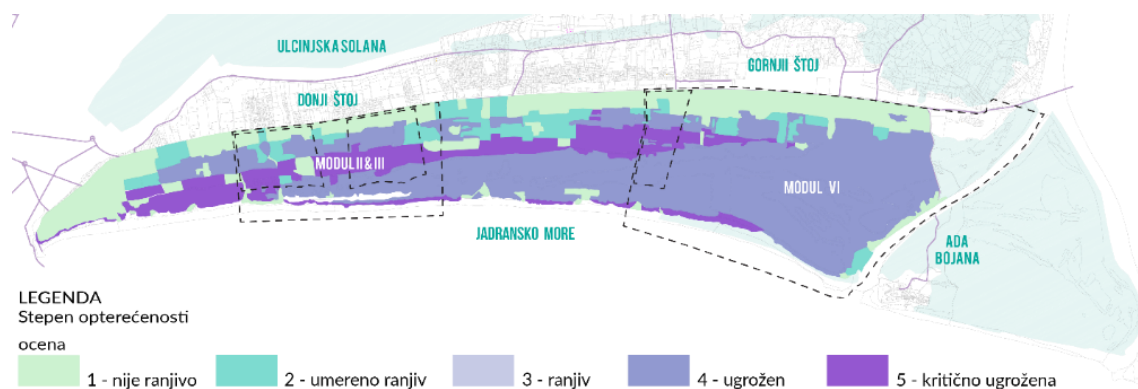 ULCINJSKA SOLANA
GORNJI ŠTOJ
DONJI ŠTOJ
MODUL II & III
MODUL VI
JADRANSKO MORE
ADA
BOJANA
LEGENDA
Stepen opterećenosti
ocena
1 - nije ranjivo
2 - umereno ranjiv
3 - ranjiv
4 - ugrožen
5 - kritično ugrožena